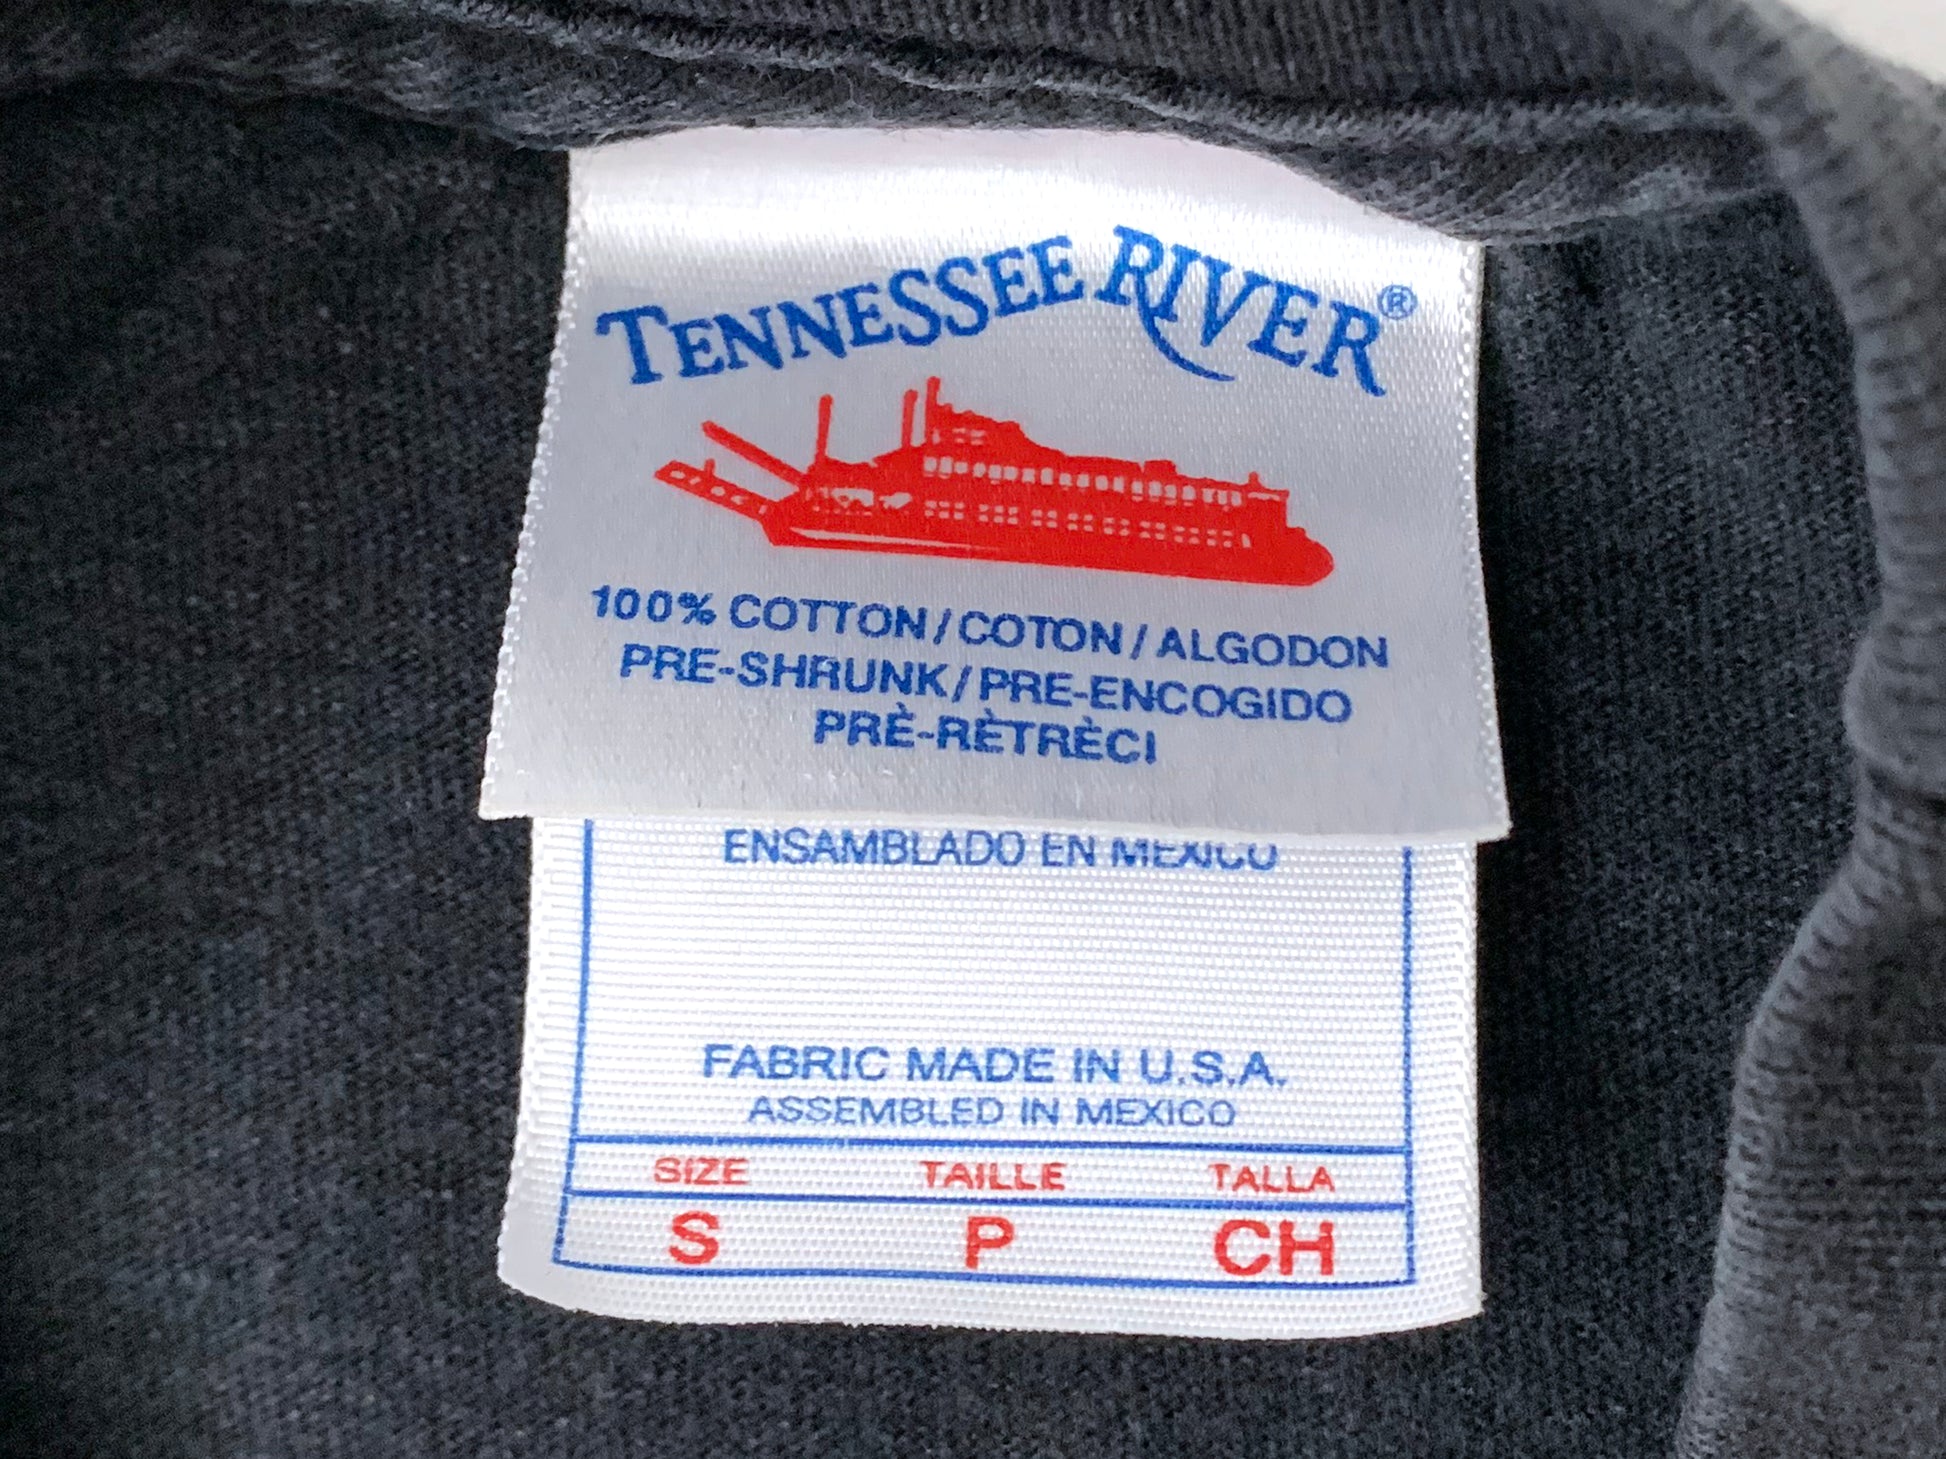 TENNESSEE RIVER®
100% COTTON/COTON/ALGODON
PRE-SHRUNK/PRE-ENCOGIDO
PRÈ-RÈTRÈCI
ENSAMBLADO EN MEXICO
FABRIC MADE IN U.S.A.
ASSEMBLED IN MEXICO
SIZE TAILLE TALLA
S P CH